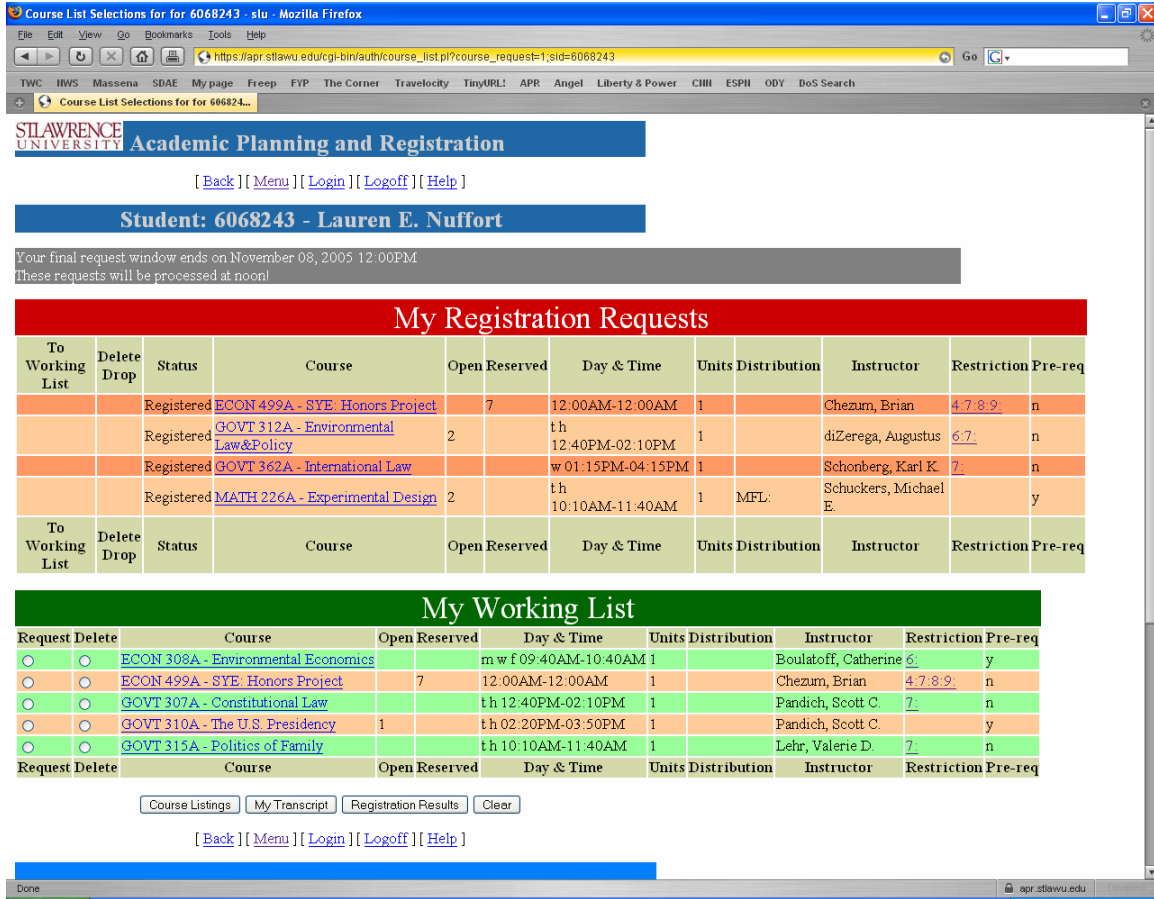 Course List Selections for for 6068243 - slu - Mozilla Firefox
File Edit View Go Bookmarks Tools Help
https://apr.stlawu.edu/cgi-bin/auth/course_list.pl?course_request=1;sid=6068243 Go G
TWC IIWS Massena SDAE My page Freep FYP The Corner Travelocity TinyURL! APR Angel Liberty & Power CNN ESPN ODY DoS Search
Course List Selections for for 606824...
ST.LAWRENCE
UNIVERSITY
Academic Planning and Registration
[ Back ] [ Menu ] [ Login ] [ Logoff ] [ Help ]
Student: 6068243 - Lauren E. Nuffort
Your final request window ends on November 08, 2005 12:00PM
These requests will be processed at noon!
My Registration Requests
To Working List Delete Drop Status Course Open Reserved Day & Time Units Distribution Instructor Restriction Pre-req
Registered ECON 499A - SYE: Honors Project 7 12:00AM-12:00AM 1 Chezum, Brian 4:7:8:9: n
Registered GOVT 312A - Environmental Law&Policy 2 t h 12:40PM-02:10PM 1 diZerega, Augustus 6:7: n
Registered GOVT 362A - International Law w 01:15PM-04:15PM 1 Schonberg, Karl K. 7: n
Registered MATH 226A - Experimental Design 2 t h 10:10AM-11:40AM 1 MFL: Schuckers, Michael E. y
To Working List Delete Drop Status Course Open Reserved Day & Time Units Distribution Instructor Restriction Pre-req
My Working List
Request Delete Course Open Reserved Day & Time Units Distribution Instructor Restriction Pre-req
ECON 308A - Environmental Economics m w f 09:40AM-10:40AM 1 Boulatoff, Catherine 6: y
ECON 499A - SYE: Honors Project 7 12:00AM-12:00AM 1 Chezum, Brian 4:7:8:9: n
GOVT 307A - Constitutional Law t h 12:40PM-02:10PM 1 Pandich, Scott C. 7: n
GOVT 310A - The U.S. Presidency 1 t h 02:20PM-03:50PM 1 Pandich, Scott C. y
GOVT 315A - Politics of Family t h 10:10AM-11:40AM 1 Lehr, Valerie D. 7: n
Request Delete Course Open Reserved Day & Time Units Distribution Instructor Restriction Pre-req
Course Listings My Transcript Registration Results Clear
[ Back ] [ Menu ] [ Login ] [ Logoff ] [ Help ]
Done apr.stlawu.edu